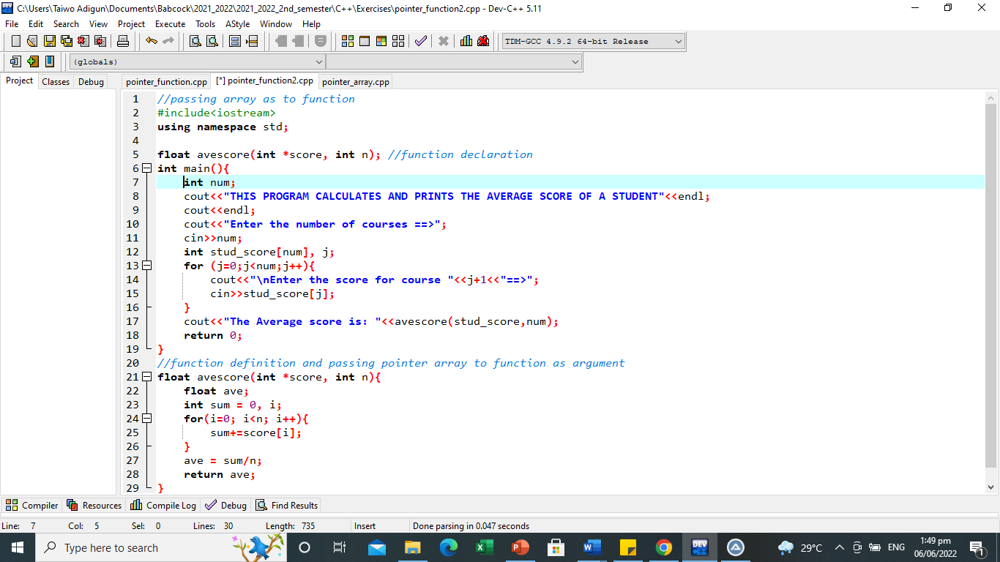 C:\Users\Taiwo Adigun\Documents\Babcock\2021_2022\2021_2022_2nd_semester\C++\Exercises\pointer_function2.cpp - Dev-C++ 5.11
File Edit Search View Project Execute Tools AStyle Window Help
TDM-GCC 4.9.2 64-bit Release
(globals)
Project Classes Debug pointer_function.cpp [*] pointer_function2.cpp pointer_array.cpp
1 //passing array as to function
2 #include<iostream>
3 using namespace std;
4
5 float avescore(int *score, int n); //function declaration
6 int main(){
7 int num;
8 cout<<"THIS PROGRAM CALCULATES AND PRINTS THE AVERAGE SCORE OF A STUDENT"<<endl;
9 cout<<endl;
10 cout<<"Enter the number of courses ==>";
11 cin>>num;
12 int stud_score[num], j;
13 for (j=0;j<num;j++){
14 cout<<"\nEnter the score for course "<<j+1<<"==>";
15 cin>>stud_score[j];
16 }
17 cout<<"The Average score is: "<<avescore(stud_score,num);
18 return 0;
19 }
20 //function definition and passing pointer array to function as argument
21 float avescore(int *score, int n){
22 float ave;
23 int sum = 0, i;
24 for(i=0; i<n; i++){
25 sum+=score[i];
26 }
27 ave = sum/n;
28 return ave;
29 }
Compiler Resources Compile Log Debug Find Results
Line: 7 Col: 5 Sel: 0 Lines: 30 Length: 735 Insert Done parsing in 0.047 seconds
Type here to search DEV 29°C ENG 1:49 pm
06/06/2022 1